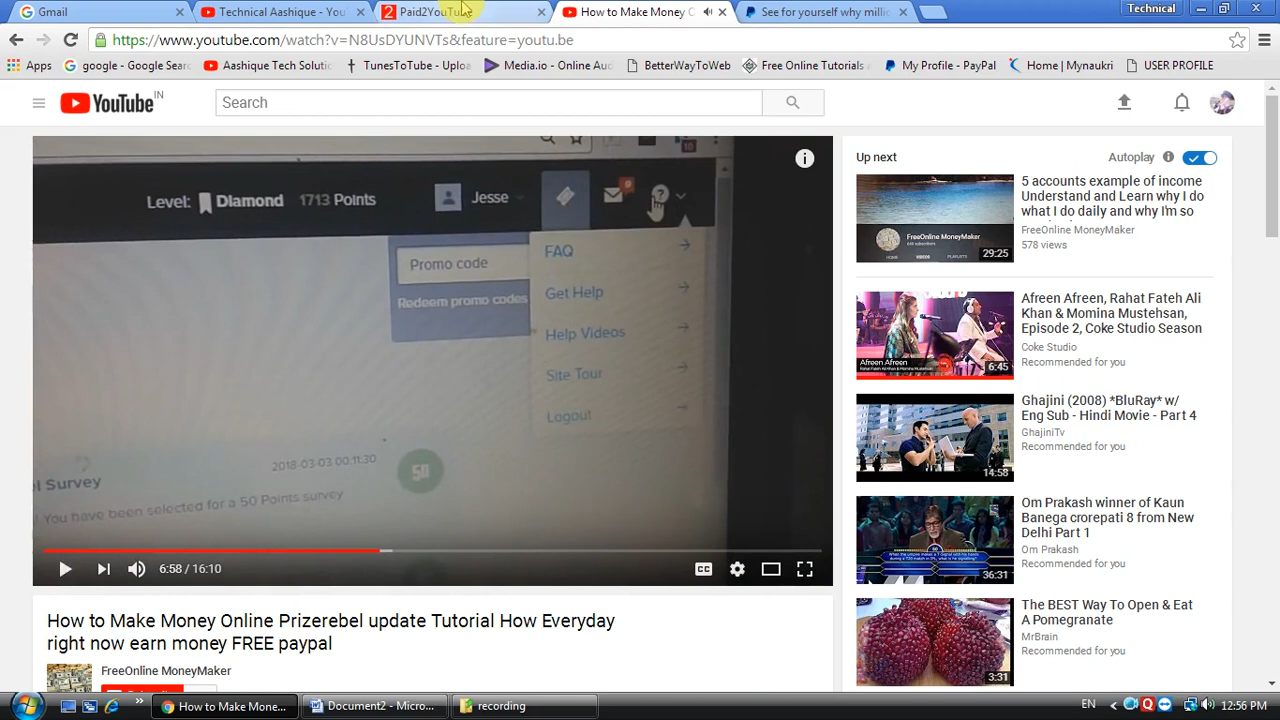 Gmail
Technical Aashique - You
Paid2YouTube
How to Make Money O
See for yourself why milli
Technical
https://www.youtube.com/watch?v=N8UsDYUNVTs&feature=youtu.be
Apps
google - Google Sear
Aashique Tech Solut
TunesToTube - Uploa
Media.io - Online Aud
BetterWayToWeb
Free Online Tutorials
My Profile - PayPal
Home | Mynaukri
USER PROFILE
YouTube IN
Search
Level: Diamond 1713 Points
Jesse
Promo code
Redeem promo codes
FAQ
Get Help
Help Videos
Site Tour
Logout
2018-03-03 00:11:30
50
Survey
You have been selected for a 50 Points survey
6:58
CC
Up next
Autoplay
5 accounts example of income
Understand and Learn why I do
what I do daily and why I'm so
FreeOnline MoneyMaker
578 views
FreeOnline MoneyMaker
29:25
Afreen Afreen, Rahat Fateh Ali
Khan & Momina Mustehsan,
Episode 2, Coke Studio Season
Coke Studio
Recommended for you
Afreen Afreen
6:45
Ghajini (2008) *BluRay* w/
Eng Sub - Hindi Movie - Part 4
GhajiniTv
Recommended for you
14:58
Om Prakash winner of Kaun
Banega crorepati 8 from New
Delhi Part 1
Om Prakash
Recommended for you
36:31
The BEST Way To Open & Eat
A Pomegranate
MrBrain
Recommended for you
3:31
How to Make Money Online Prizerebel update Tutorial How Everyday
right now earn money FREE paypal
FreeOnline MoneyMaker
How to Make Mone...
Document2 - Micro...
recording
EN
12:56 PM